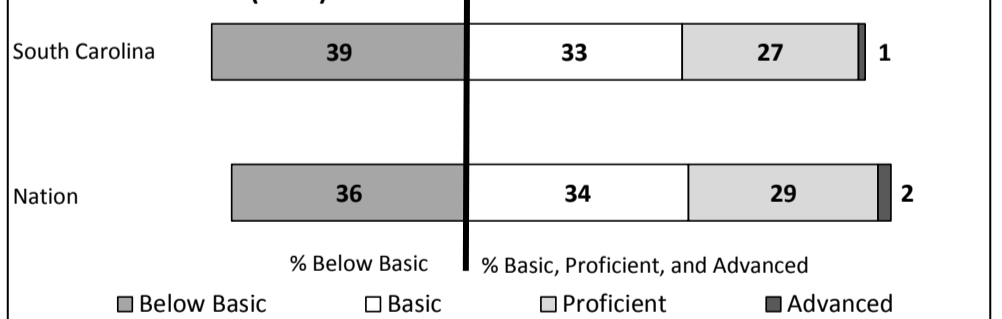 South Carolina 39 33 27 1
Nation 36 34 29 2
% Below Basic % Basic, Proficient, and Advanced
Below Basic Basic Proficient Advanced